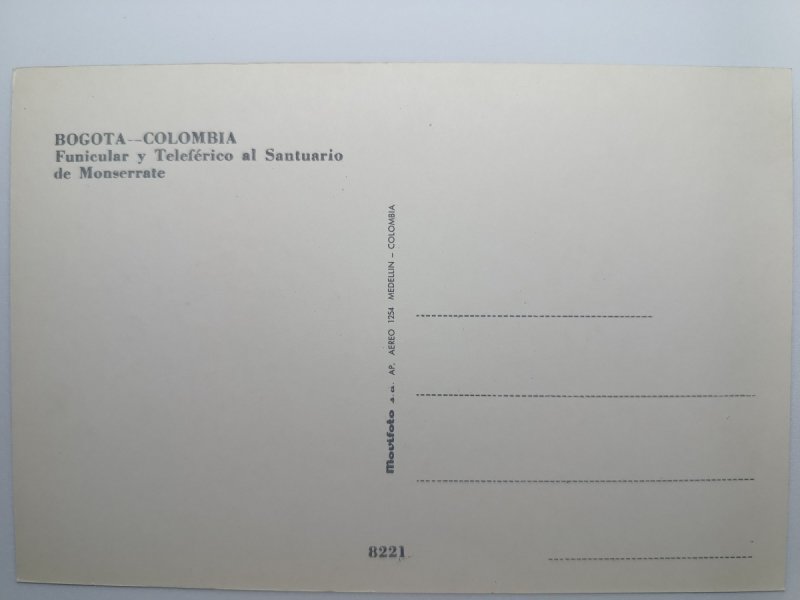 BOGOTA--COLOMBIA
Funicular y Teleférico al Santuario
de Monserrate
Movifoto s.a. AP. AEREO 1254 MEDELLIN - COLOMBIA
8221